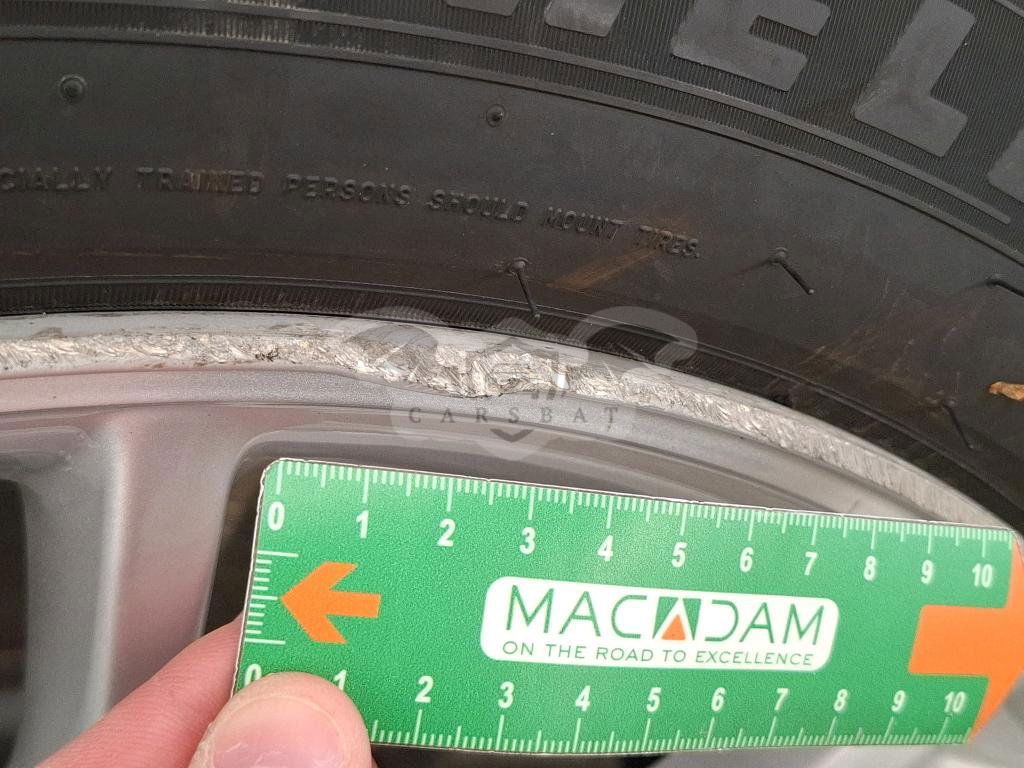 CIALLY TRAINED PERSONS SHOULD MOUNT TIRES.
CARSBAT
0 1 2 3 4 5 6 7 8 9 10
MACADAM
ON THE ROAD TO EXCELLENCE
0 1 2 3 4 5 6 7 8 9 10